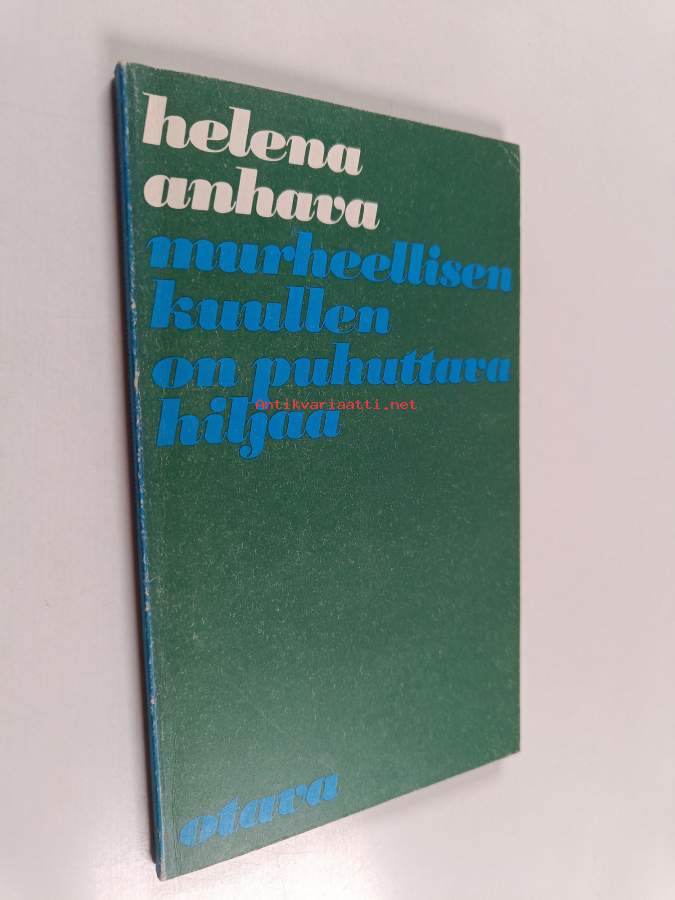 helena
anhava
murheellisen
kuullen
on puhuttava
Antikvariaatti.net
hiljaa
otava